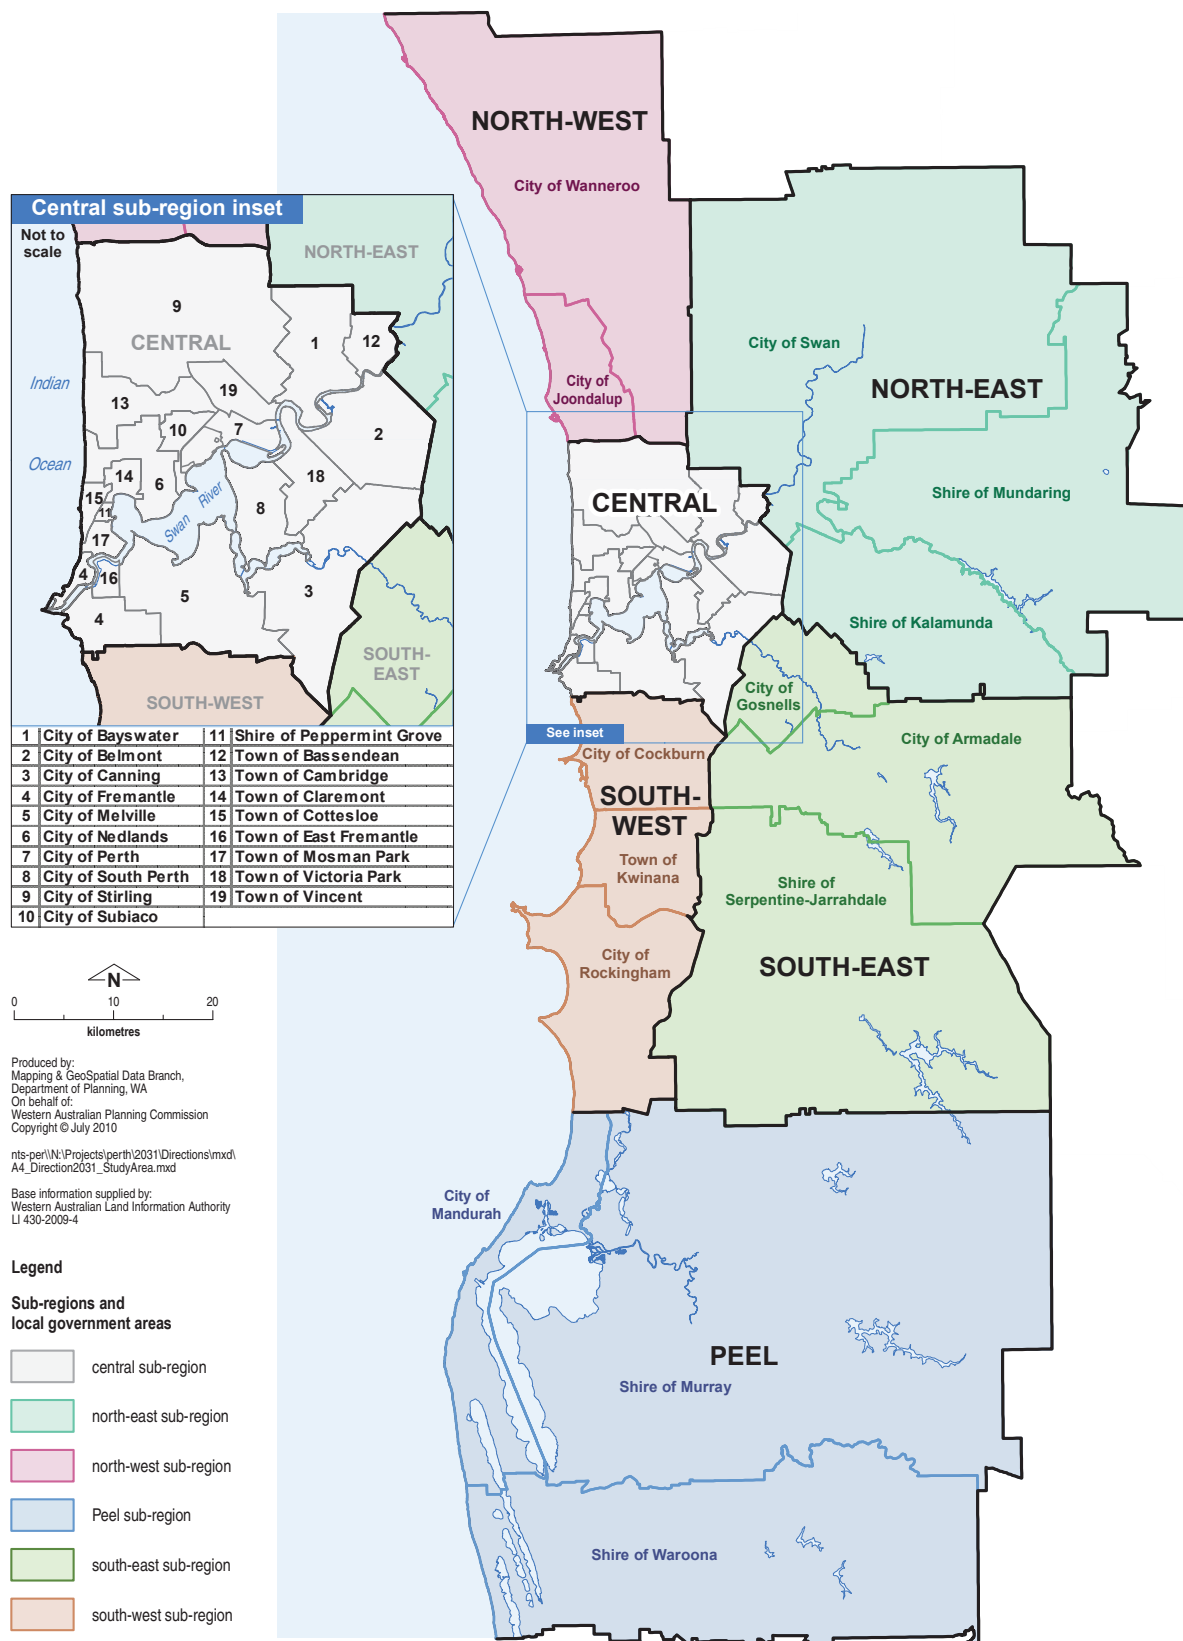 NORTH-WEST
City of Wanneroo
City of
Joondalup
City of Swan
NORTH-EAST
Shire of Mundaring
Shire of Kalamunda
CENTRAL
City of
Gosnells
See inset
City of Cockburn
City of Armadale
SOUTH-
WEST
Town of
Kwinana
Shire of
Serpentine-Jarrahdale
City of
Rockingham
SOUTH-EAST
City of
Mandurah
PEEL
Shire of Murray
Shire of Waroona
Central sub-region inset
Not to
scale
NORTH-EAST
9
CENTRAL
1
12
Indian
19
13
10
7
2
Ocean
14
6
18
15
River
8
11
Swan
17
4
16
5
3
4
SOUTH-
EAST
SOUTH-WEST
1 City of Bayswater 11 Shire of Peppermint Grove
2 City of Belmont 12 Town of Bassendean
3 City of Canning 13 Town of Cambridge
4 City of Fremantle 14 Town of Claremont
5 City of Melville 15 Town of Cottesloe
6 City of Nedlands 16 Town of East Fremantle
7 City of Perth 17 Town of Mosman Park
8 City of South Perth 18 Town of Victoria Park
9 City of Stirling 19 Town of Vincent
10 City of Subiaco
N
0 10 20
kilometres
Produced by:
Mapping & GeoSpatial Data Branch,
Department of Planning, WA
On behalf of:
Western Australian Planning Commission
Copyright © July 2010
nts-per\\N:\Projects\perth\2031\Directions\mxd\
A4_Direction2031_StudyArea.mxd
Base information supplied by:
Western Australian Land Information Authority
LI 430-2009-4
Legend
Sub-regions and
local government areas
central sub-region
north-east sub-region
north-west sub-region
Peel sub-region
south-east sub-region
south-west sub-region